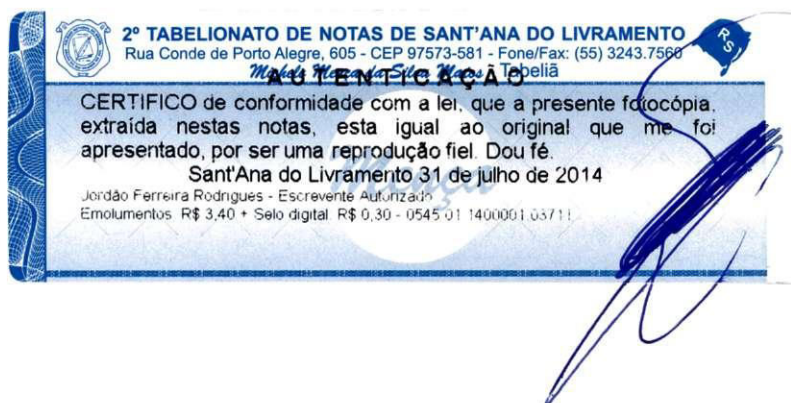 2º TABELIONATO DE NOTAS DE SANT'ANA DO LIVRAMENTO
RS
Rua Conde de Porto Alegre, 605 - CEP 97573-581 - Fone/Fax: (55) 3243.7560
Tabeliã
AUTENTICAÇÃO
CERTIFICO de conformidade com a lei, que a presente fotocópia,
extraída nestas notas, esta igual ao original que me foi
apresentado, por ser uma reprodução fiel. Dou fé.
Sant'Ana do Livramento 31 de julho de 2014
Jordão Ferreira Rodrigues - Escrevente Autorizado
Emolumentos: R$ 3,40 + Selo digital: R$ 0,30 - 0545.01.1400001.03711